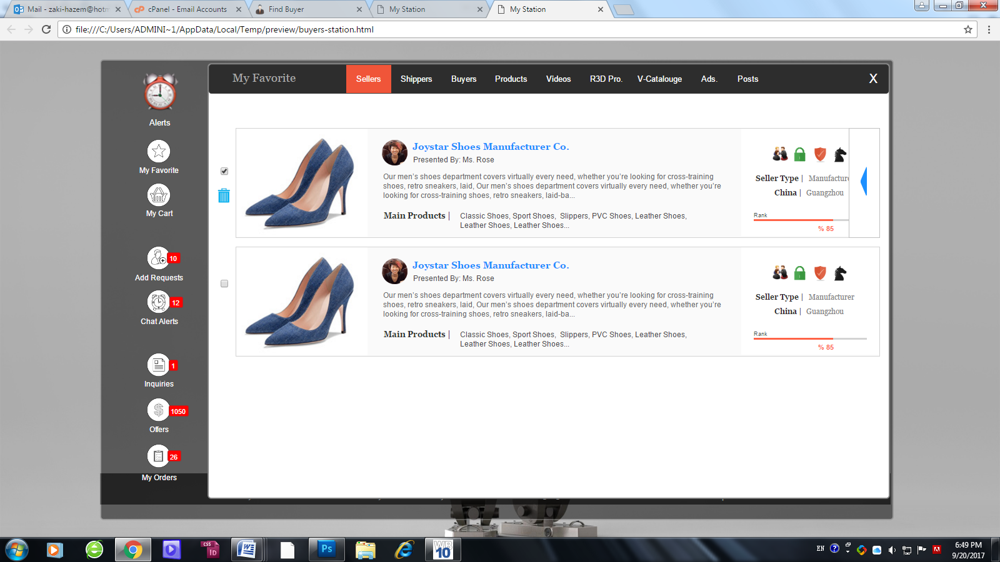 Mail - zaki-hazem@hotm
cPanel - Email Accounts
Find Buyer
My Station
My Station
file:///C:/Users/ADMINI~1/AppData/Local/Temp/preview/buyers-station.html
Alerts
My Favorite
My Cart
10
Add Requests
12
Chat Alerts
1
Inquiries
1050
Offers
26
My Orders
My Favorite
Sellers
Shippers
Buyers
Products
Videos
R3D Pro.
V-Catalouge
Ads.
Posts
X
Joystar Shoes Manufacturer Co.
Presented By: Ms. Rose
Our men's shoes department covers virtually every need, whether you're looking for cross-training
shoes, retro sneakers, laid, Our men's shoes department covers virtually every need, whether you're
looking for cross-training shoes, retro sneakers, laid-ba...
Main Products | Classic Shoes, Sport Shoes, Slippers, PVC Shoes, Leather Shoes,
Leather Shoes, Leather Shoes...
Seller Type | Manufacture
China | Guangzhou
Rank
% 85
Joystar Shoes Manufacturer Co.
Presented By: Ms. Rose
Our men's shoes department covers virtually every need, whether you're looking for cross-training
shoes, retro sneakers, laid, Our men's shoes department covers virtually every need, whether you're
looking for cross-training shoes, retro sneakers, laid-ba...
Main Products | Classic Shoes, Sport Shoes, Slippers, PVC Shoes, Leather Shoes,
Leather Shoes, Leather Shoes...
Seller Type | Manufacturer
China | Guangzhou
Rank
% 85
CS5
ID
W
Ps
WB
10
EN
6:49 PM
9/20/2017